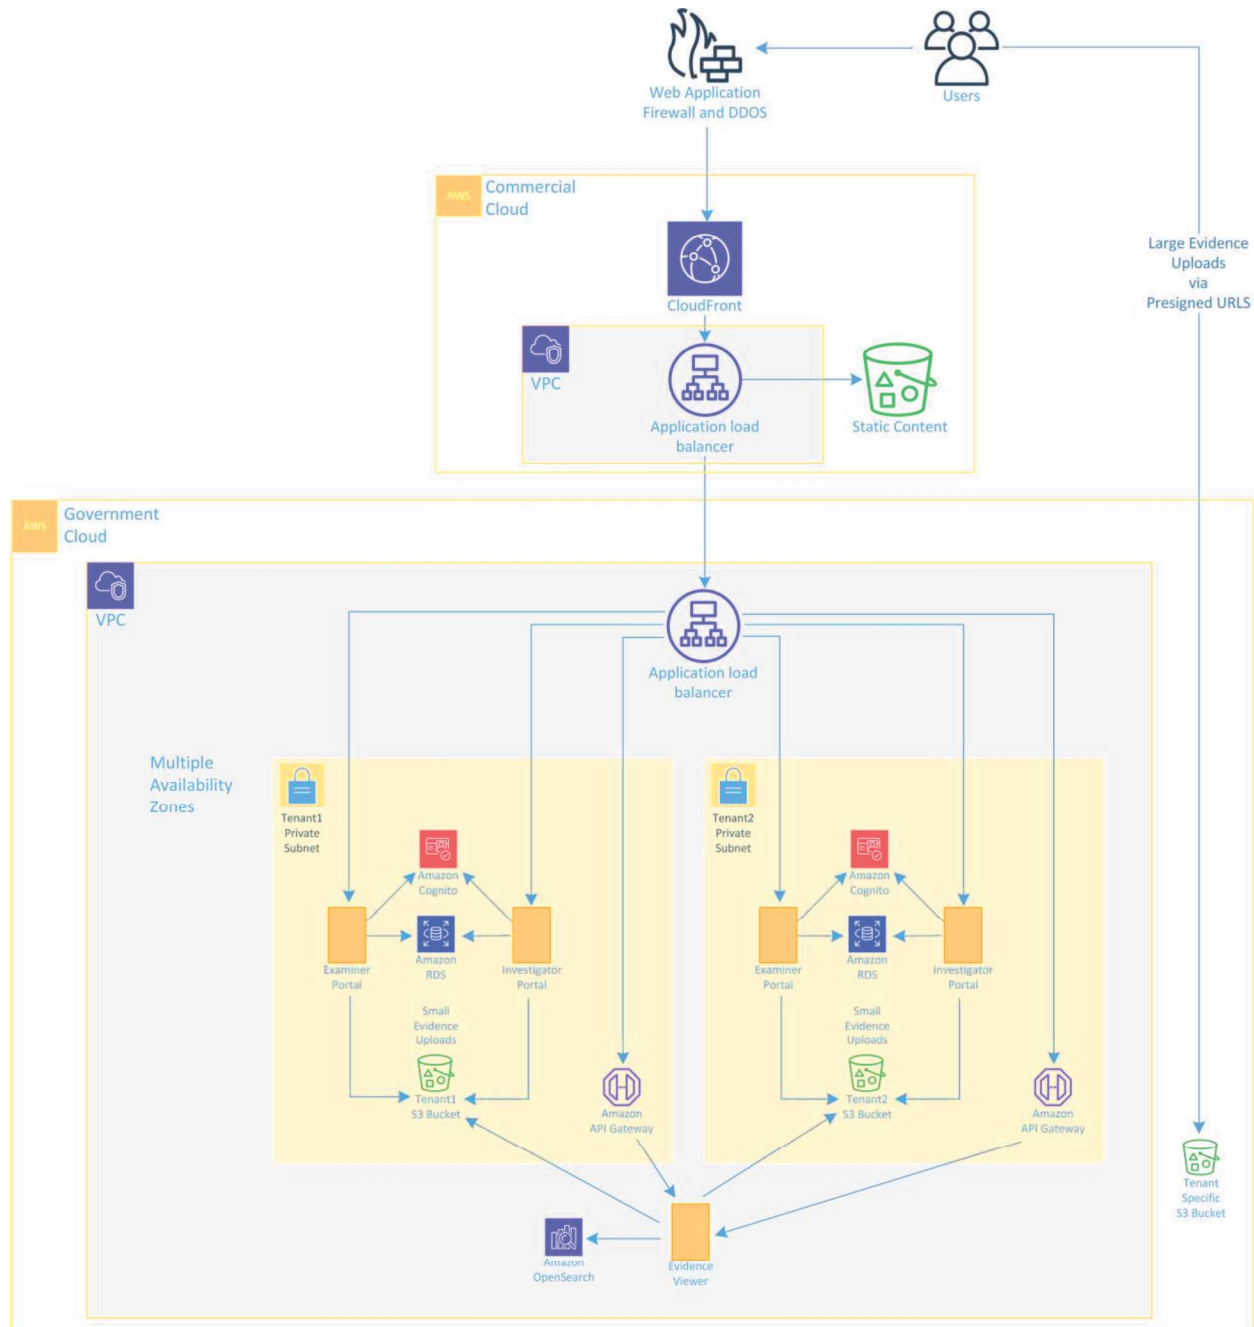 Web Application
Firewall and DDOS
Users
AWS
Commercial
Cloud
Large Evidence
Uploads
via
Presigned URLS
CloudFront
VPC
Application load
balancer
Static Content
AWS
Government
Cloud
VPC
Application load
balancer
Multiple
Availability
Zones
Tenant1
Private
Subnet
Amazon
Cognito
Examiner
Portal
Amazon
RDS
Investigator
Portal
Small
Evidence
Uploads
Tenant1
S3 Bucket
Amazon
API Gateway
Tenant2
Private
Subnet
Amazon
Cognito
Examiner
Portal
Amazon
RDS
Investigator
Portal
Small
Evidence
Uploads
Tenant2
S3 Bucket
Amazon
API Gateway
Tenant
Specific
S3 Bucket
Amazon
OpenSearch
Evidence
Viewer